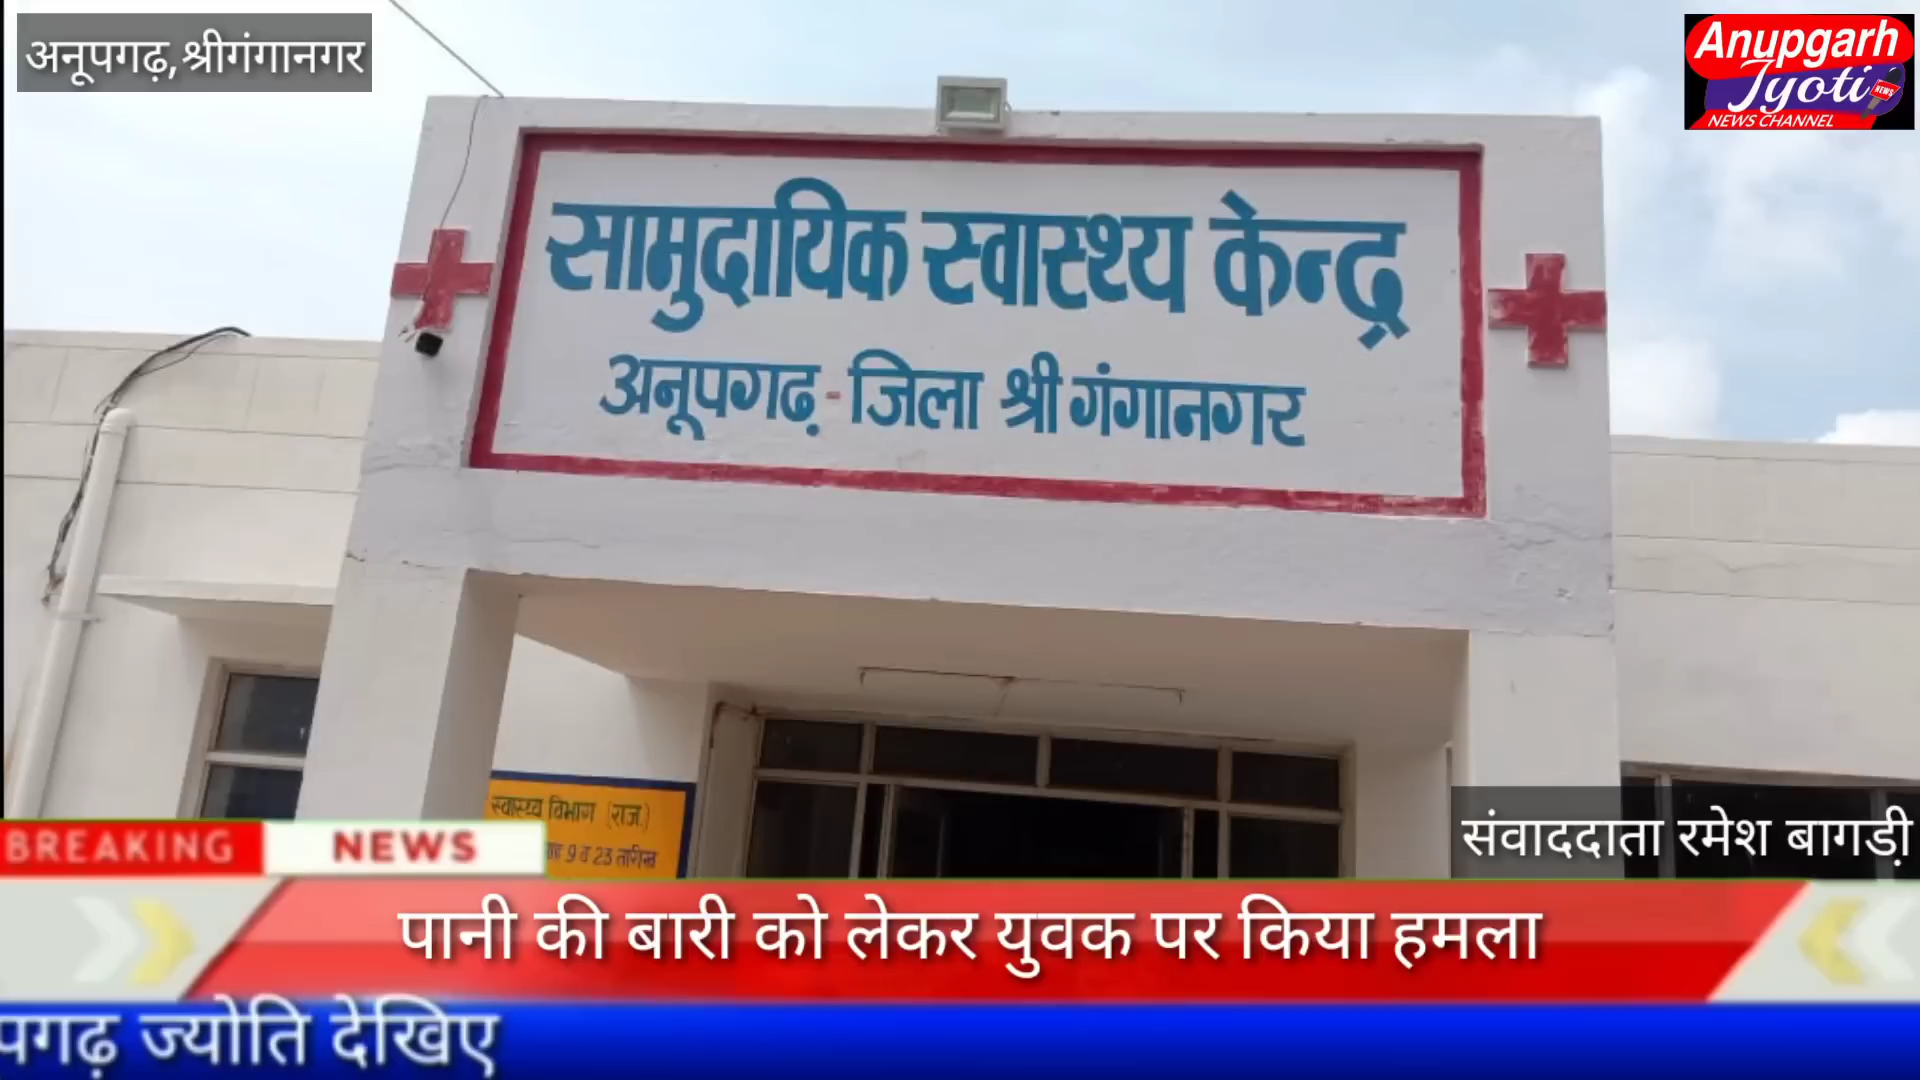 अनूपगढ़,श्रीगंगानगर
Anupgarh
Jyoti
NEWS
NEWS CHANNEL
सामुदायिक स्वास्थ्य केन्द्र
अनूपगढ़-जिला श्री गंगानगर
स्वास्थ्य विभाग (राज.)
9 व 23 तारीख
संवाददाता रमेश बागड़ी
BREAKING NEWS
पानी की बारी को लेकर युवक पर किया हमला
पगढ़ ज्योति देखिए